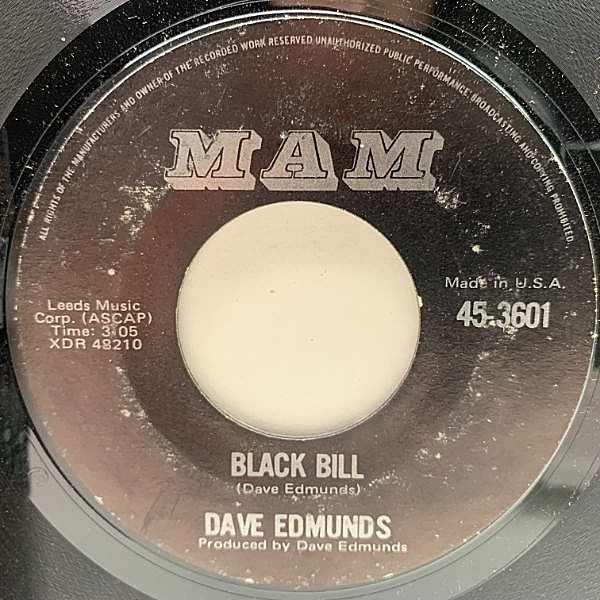 ALL RIGHTS OF THE MANUFACTURERS AND OWNER OF THE RECORDED WORK RESERVED UNAUTHORIZED PUBLIC PERFORMANCE BROADCASTING AND COPYING PROHIBITED.
MAM
Made in U.S.A.
45.3601
Leeds Music
Corp. (ASCAP)
Time: 3:05
XDR 48210
BLACK BILL
(Dave Edmunds)
DAVE EDMUNDS
Produced by Dave Edmunds